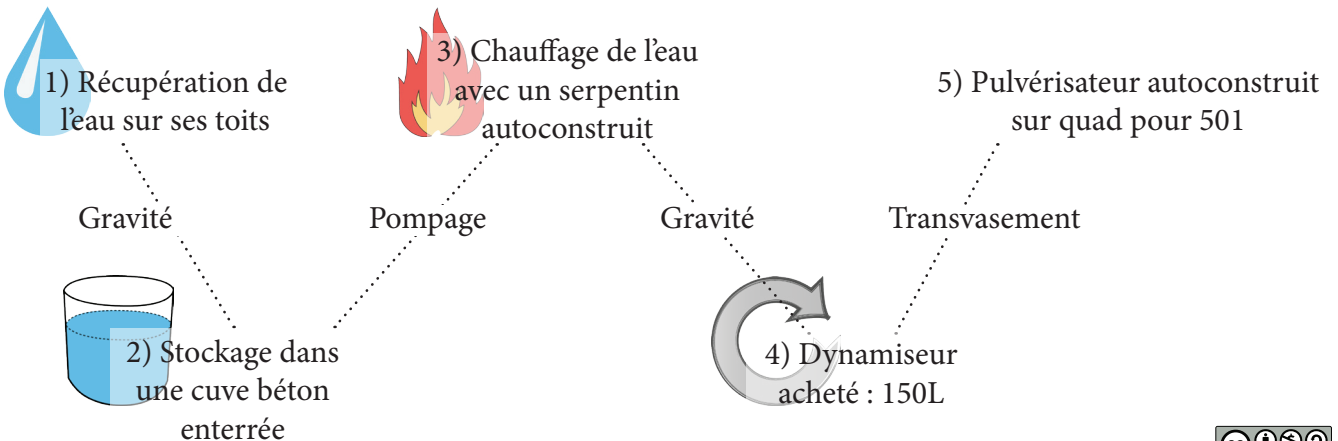 1) Récupération de
l'eau sur ses toits
Gravité
2) Stockage dans
une cuve béton
enterrée
Pompage
3) Chauffage de l'eau
avec un serpentin
autoconstruit
Gravité
4) Dynamiseur
acheté : 150L
Transvasement
5) Pulvérisateur autoconstruit
sur quad pour 501